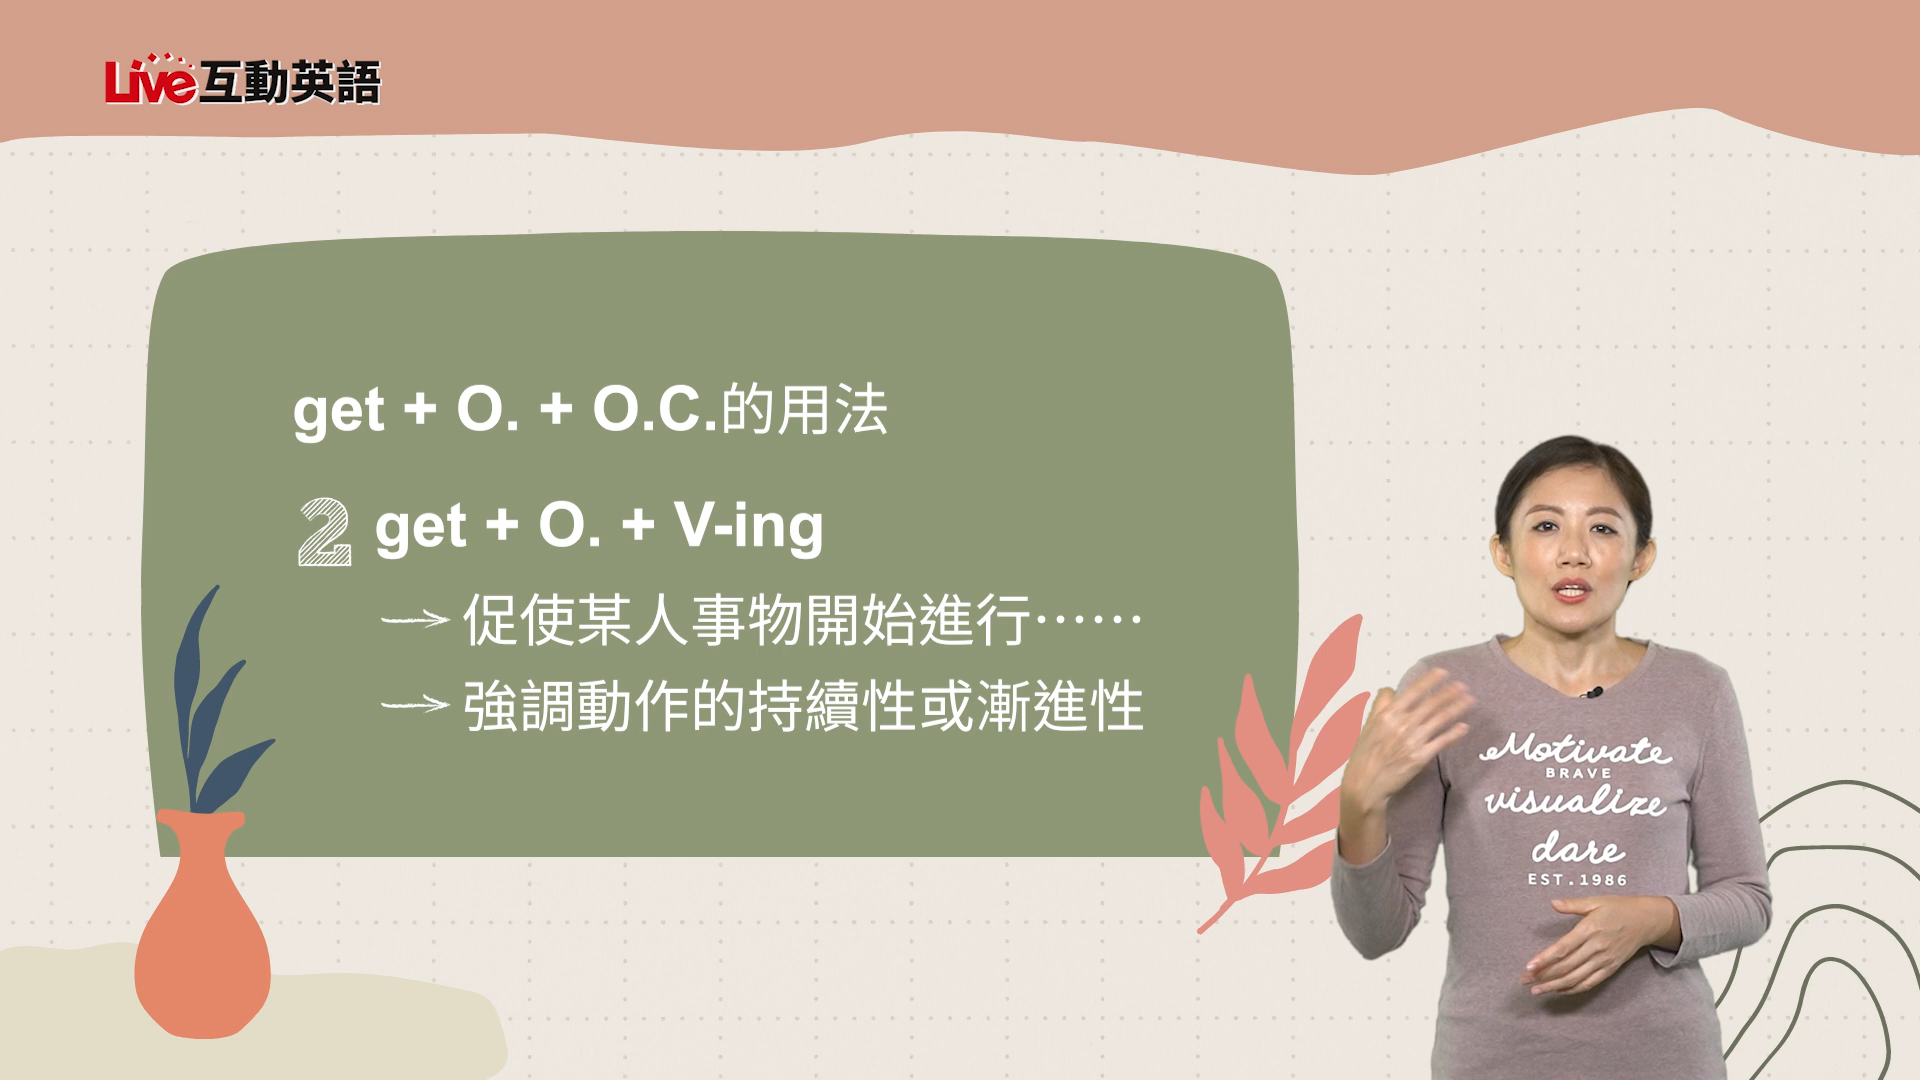 Live互動英語
get + O. + O.C.的用法
2 get + O. + V-ing
→ 促使某人事物開始進行⋯⋯
→ 強調動作的持續性或漸進性
Motivate
BRAVE
visualize
dare
EST.1986